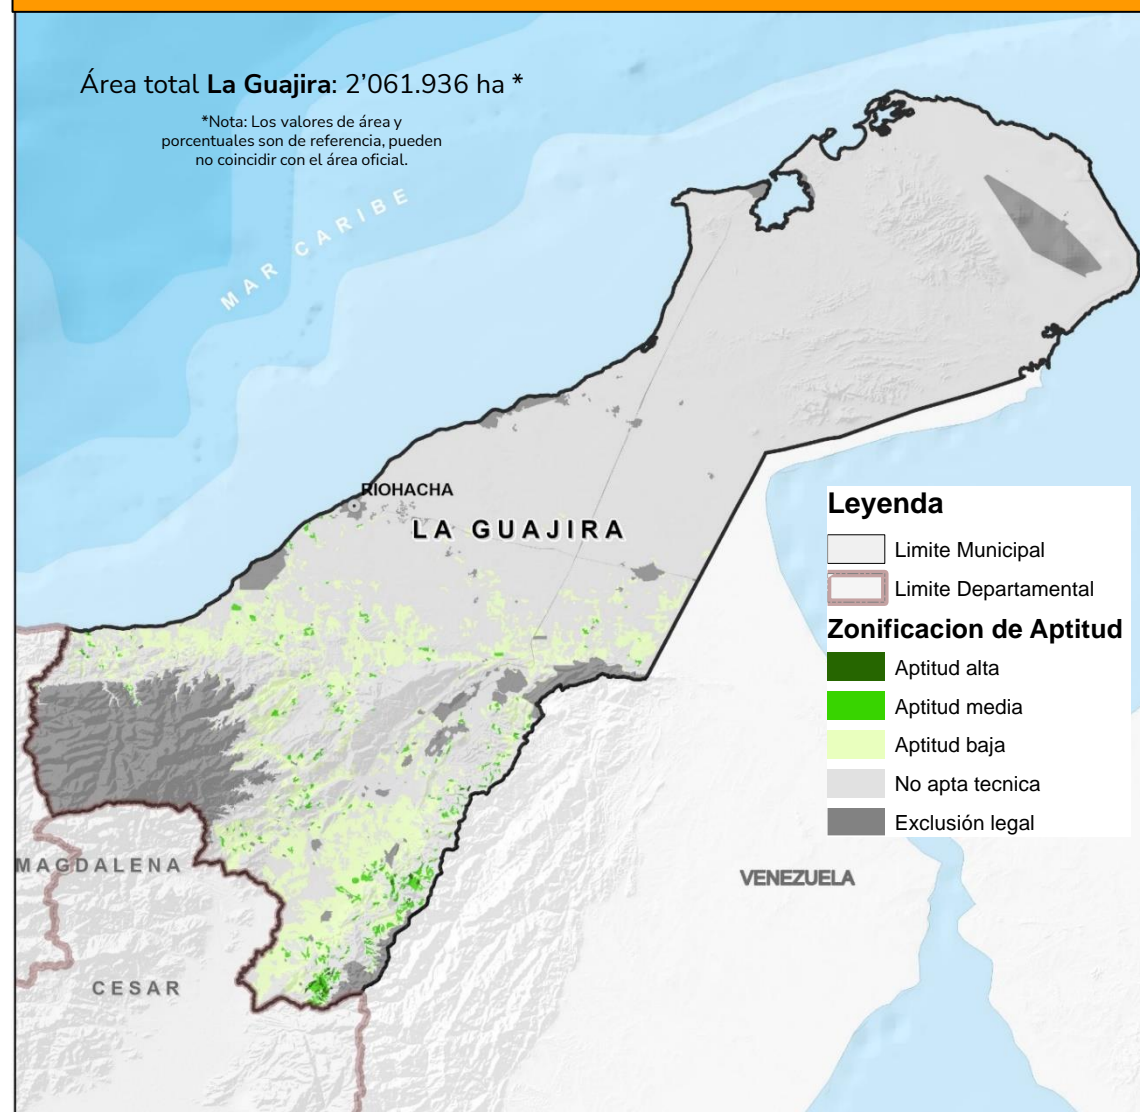 Área total La Guajira: 2’061.936 ha *
*Nota: Los valores de área y
porcentuales son de referencia, pueden
no coincidir con el área oficial.
MAR CARIBE
RIOHACHA
LA GUAJIRA
Leyenda
Limite Municipal
Limite Departamental
Zonificacion de Aptitud
Aptitud alta
Aptitud media
Aptitud baja
No apta tecnica
Exclusión legal
MAGDALENA
VENEZUELA
CESAR